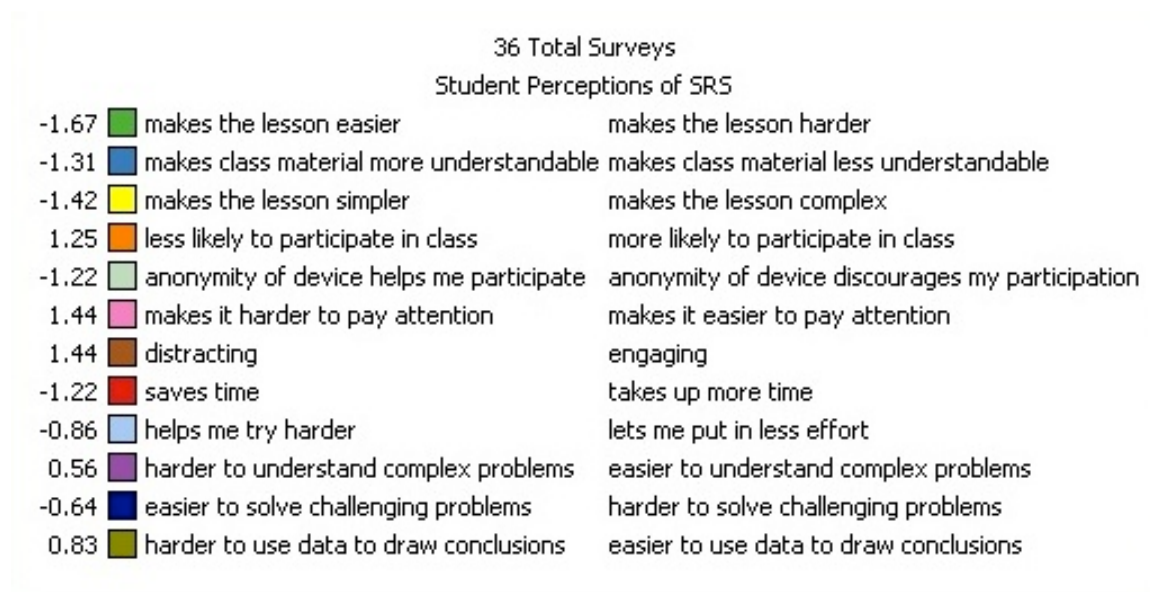 36 Total Surveys
Student Perceptions of SRS
-1.67 makes the lesson easier makes the lesson harder
-1.31 makes class material more understandable makes class material less understandable
-1.42 makes the lesson simpler makes the lesson complex
1.25 less likely to participate in class more likely to participate in class
-1.22 anonymity of device helps me participate anonymity of device discourages my participation
1.44 makes it harder to pay attention makes it easier to pay attention
1.44 distracting engaging
-1.22 saves time takes up more time
-0.86 helps me try harder lets me put in less effort
0.56 harder to understand complex problems easier to understand complex problems
-0.64 easier to solve challenging problems harder to solve challenging problems
0.83 harder to use data to draw conclusions easier to use data to draw conclusions